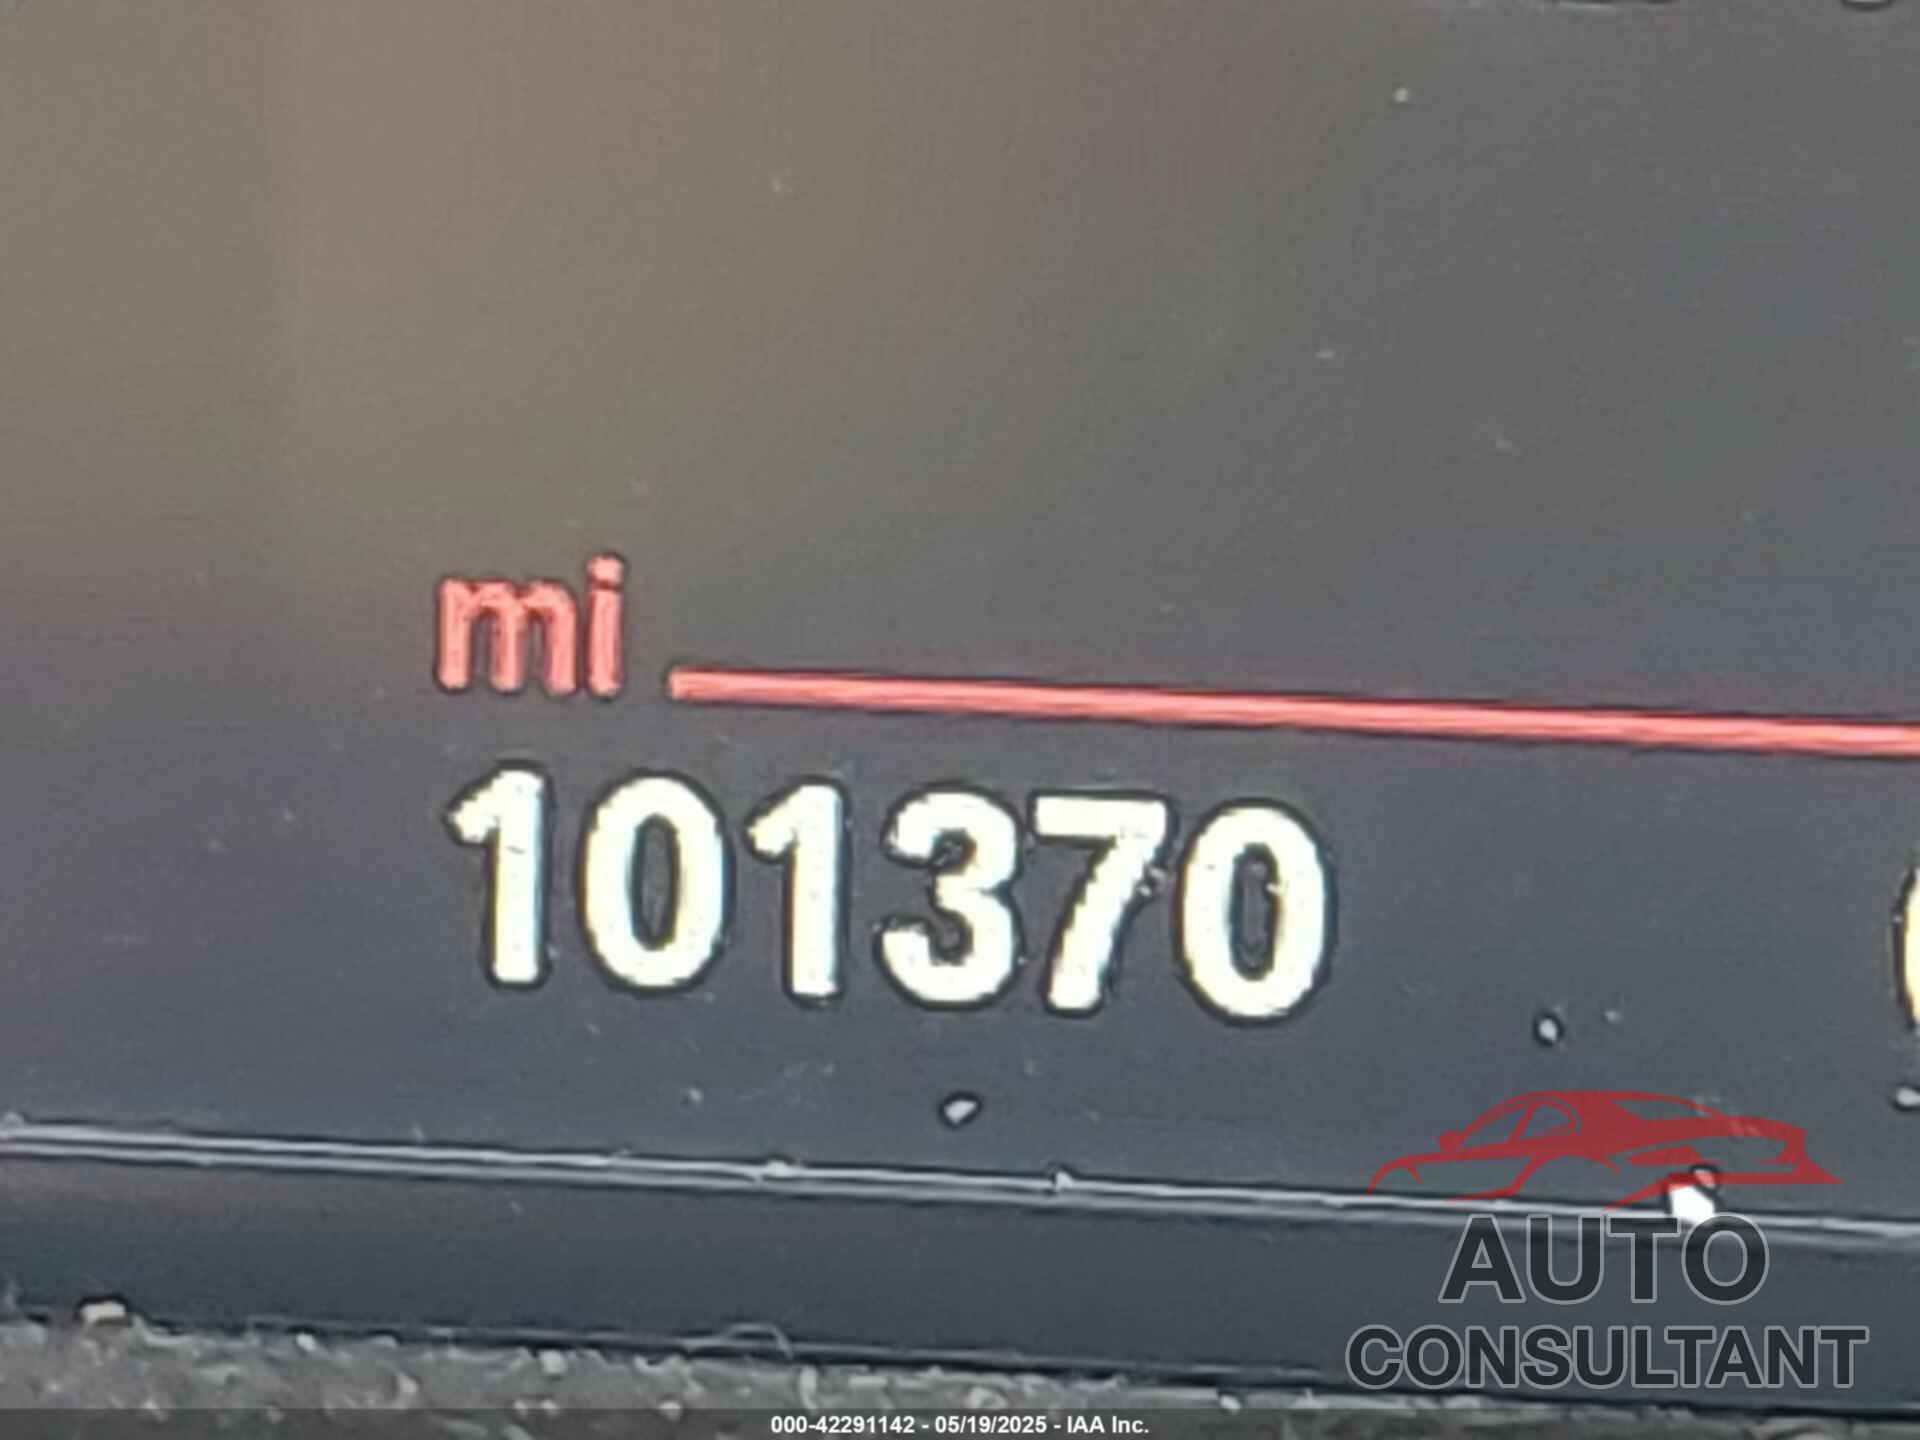 mi
101370
AUTO
CONSULTANT
000-42291142 - 05/19/2025 - IAA Inc.